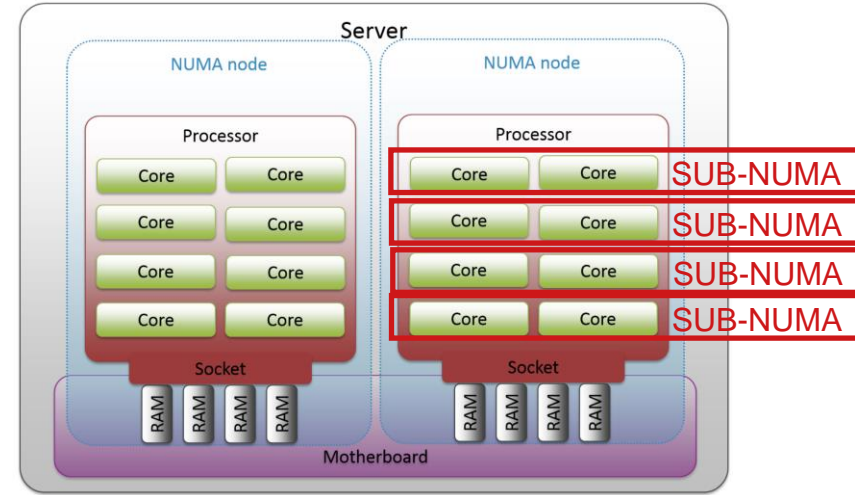 Server
NUMA node
NUMA node
Processor
Processor
Core Core
Core Core SUB-NUMA
Core Core
Core Core SUB-NUMA
Core Core
Core Core SUB-NUMA
Core Core
Core Core SUB-NUMA
Socket
Socket
RAM RAM RAM RAM
RAM RAM RAM RAM
Motherboard